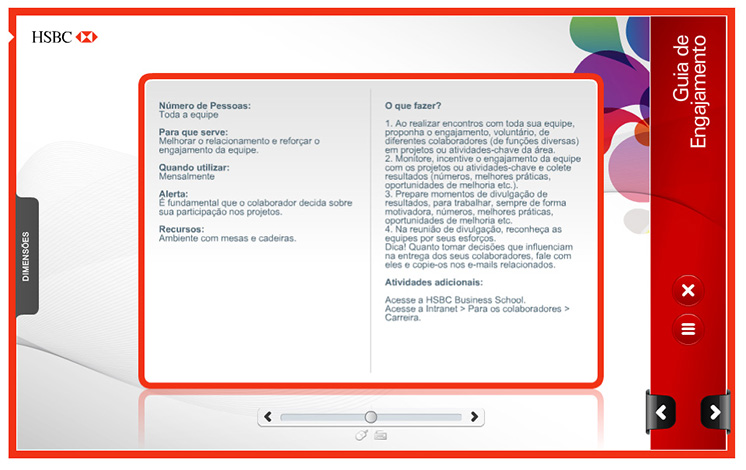 HSBC
Guia de
Engajamento
DIMENSÕES
Número de Pessoas:
Toda a equipe
Para que serve:
Melhorar o relacionamento e reforçar o
engajamento da equipe.
Quando utilizar:
Mensalmente
Alerta:
É fundamental que o colaborador decida sobre
sua participação nos projetos.
Recursos:
Ambiente com mesas e cadeiras.
O que fazer?
1. Ao realizar encontros com toda sua equipe,
proponha o engajamento, voluntário, de
diferentes colaboradores (de funções diversas)
em projetos ou atividades-chave da área.
2. Monitore, incentive o engajamento da equipe
com os projetos ou atividades-chave e colete
resultados (números, melhores práticas,
oportunidades de melhoria etc.).
3. Prepare momentos de divulgação de
resultados, para trabalhar, sempre de forma
motivadora, números, melhores práticas,
oportunidades de melhoria etc.
4. Na reunião de divulgação, reconheça as
equipes por seus esforços.
Dica! Quanto tomar decisões que influenciam
na entrega dos seus colaboradores, fale com
eles e copie-os nos e-mails relacionados.
Atividades adicionais:
Acesse a HSBC Business School.
Acesse a Intranet > Para os colaboradores >
Carreira.